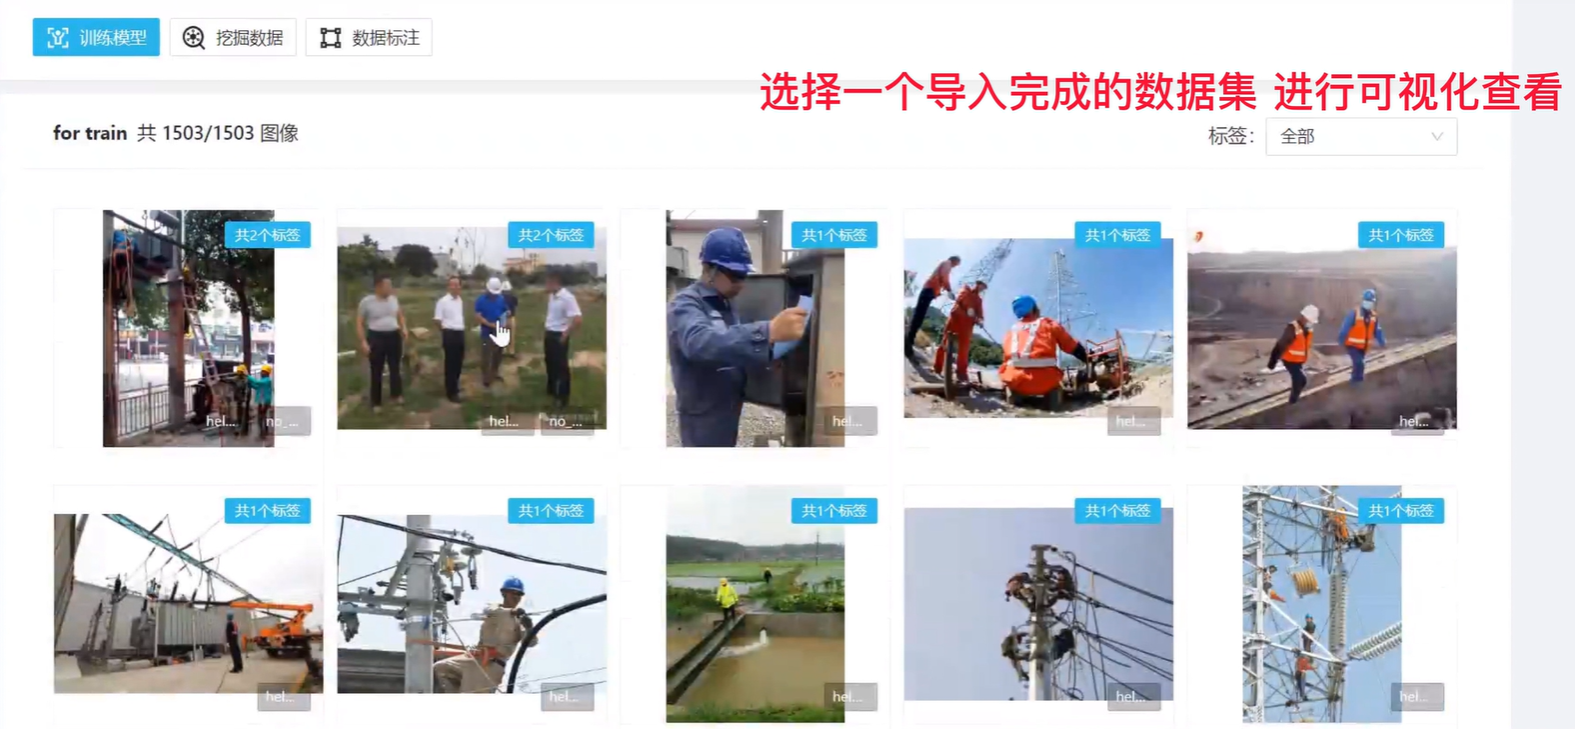 训练模型 挖掘数据 数据标注
选择一个导入完成的数据集 进行可视化查看
for train 共 1503/1503 图像
标签: 全部
共2个标签 共2个标签 共1个标签 共1个标签 共1个标签
hel... no_... hel... no_... hel... hel... hel...
共1个标签 共1个标签 共1个标签 共1个标签 共1个标签
hel... hel... hel... hel... hel...